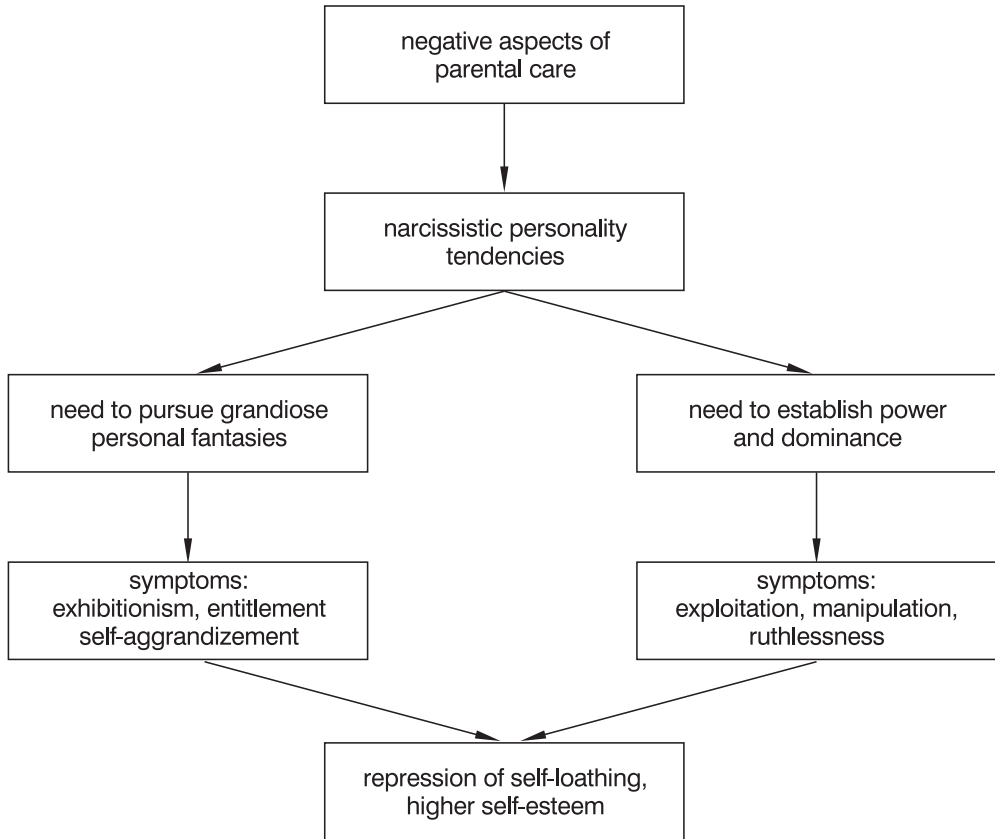 negative aspects of
parental care
narcissistic personality
tendencies
need to pursue grandiose
personal fantasies
need to establish power
and dominance
symptoms:
exhibitionism, entitlement
self-aggrandizement
symptoms:
exploitation, manipulation,
ruthlessness
repression of self-loathing,
higher self-esteem